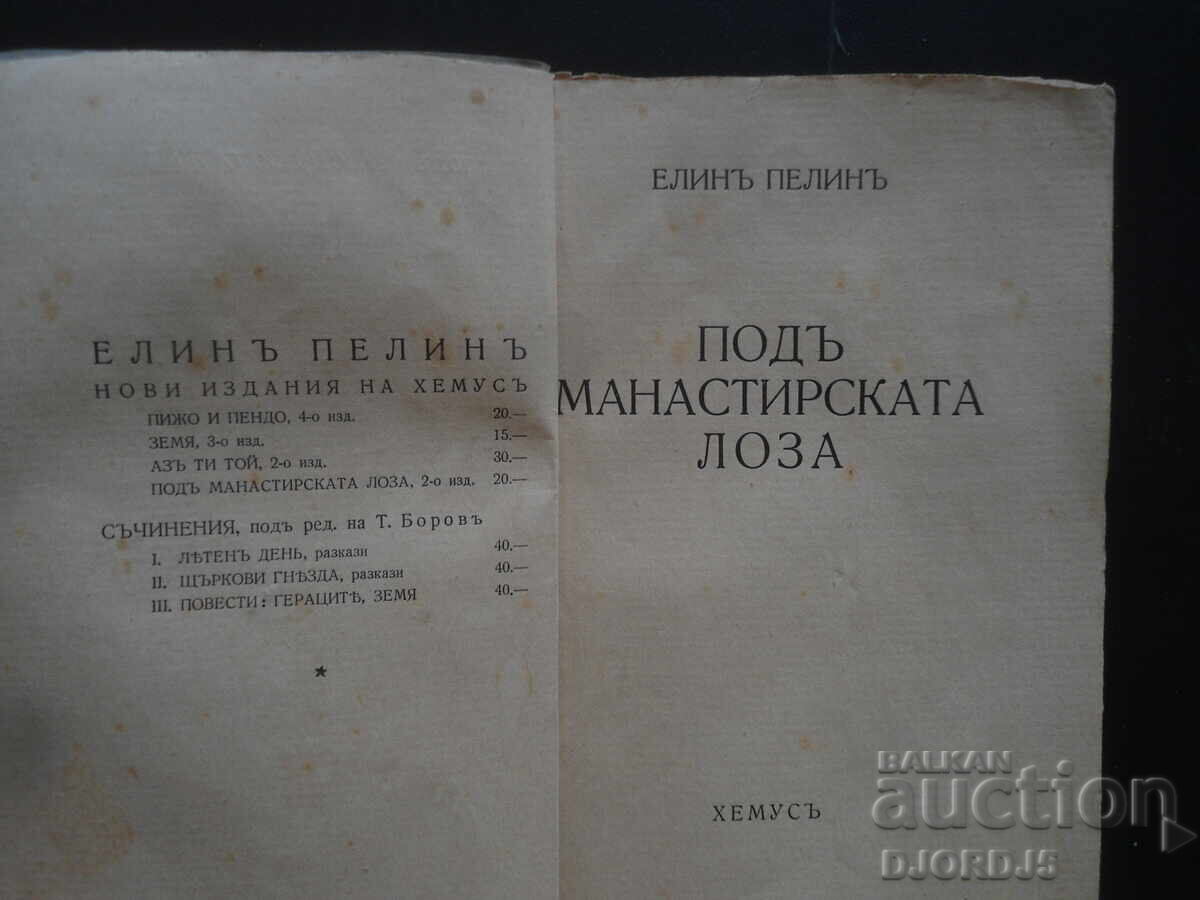 ЕЛИНЪ ПЕЛИНЪ
НОВИ ИЗДАНИЯ НА ХЕМУСЪ
ПИЖО И ПЕНДО, 4-о изд. 20.—
ЗЕМЯ, 3-о изд. 15.—
АЗЪ ТИ ТОЙ, 2-о изд. 30.—
ПОДЪ МАНАСТИРСКАТА ЛОЗА, 2-о изд. 20.—
СЪЧИНЕНИЯ, подъ ред. на Т. Боровъ
I. ЛѢТЕНЪ ДЕНЬ, разкази 40.—
II. ЩЪРКОВИ ГНѢЗДА, разкази 40.—
III. ПОВЕСТИ: ГЕРАЦИТѢ, ЗЕМЯ 40.—
*
ЕЛИНЪ ПЕЛИНЪ
ПОДЪ
МАНАСТИРСКАТА
ЛОЗА
ХЕМУСЪ
BALKAN
auction
DJORDJ5